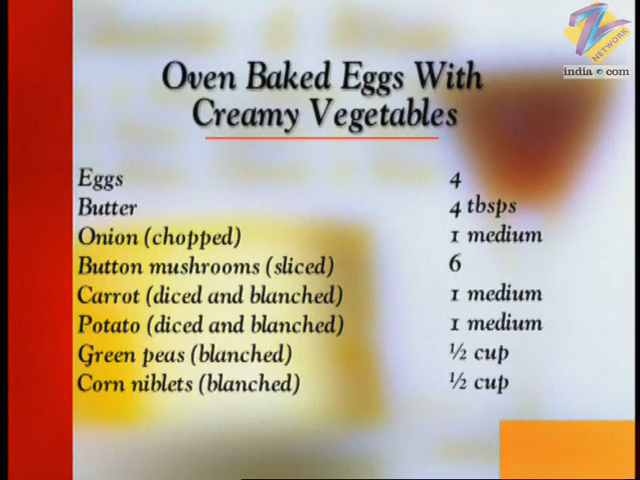 Z
NETWORK
india.com
Oven Baked Eggs With
Creamy Vegetables
Eggs 4
Butter 4 tbsps
Onion (chopped) 1 medium
Button mushrooms (sliced) 6
Carrot (diced and blanched) 1 medium
Potato (diced and blanched) 1 medium
Green peas (blanched) ½ cup
Corn niblets (blanched) ½ cup